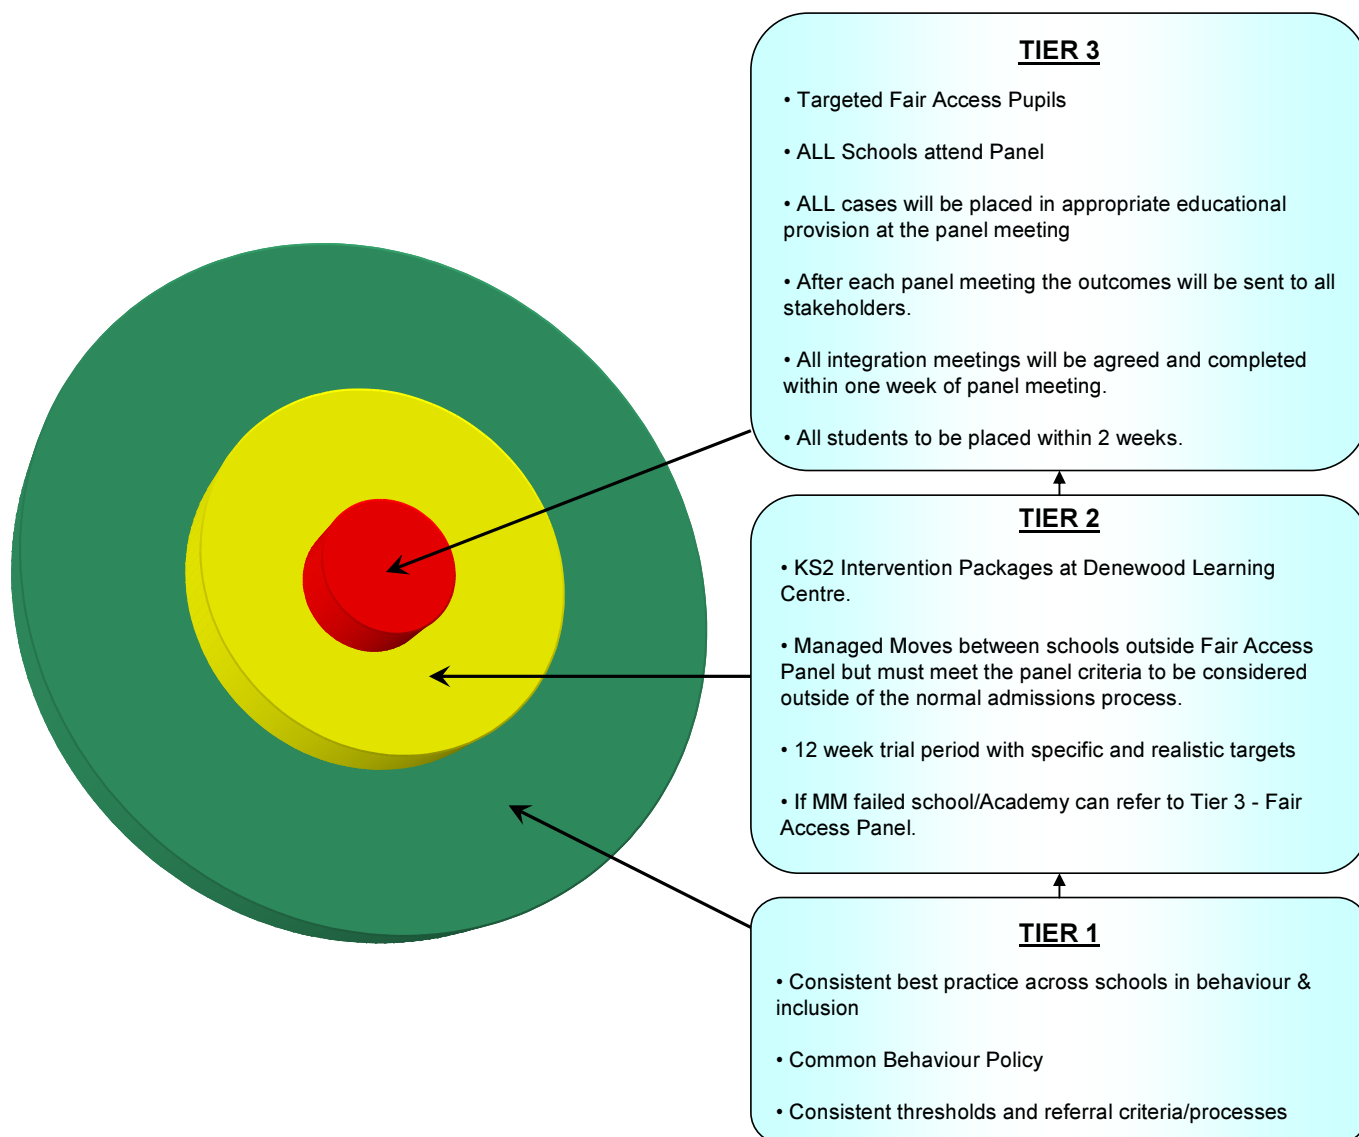 TIER 3
• Targeted Fair Access Pupils
• ALL Schools attend Panel
• ALL cases will be placed in appropriate educational
provision at the panel meeting
• After each panel meeting the outcomes will be sent to all
stakeholders.
• All integration meetings will be agreed and completed
within one week of panel meeting.
• All students to be placed within 2 weeks.
TIER 2
• KS2 Intervention Packages at Denewood Learning
Centre.
• Managed Moves between schools outside Fair Access
Panel but must meet the panel criteria to be considered
outside of the normal admissions process.
• 12 week trial period with specific and realistic targets
• If MM failed school/Academy can refer to Tier 3 - Fair
Access Panel.
TIER 1
• Consistent best practice across schools in behaviour &
inclusion
• Common Behaviour Policy
• Consistent thresholds and referral criteria/processes